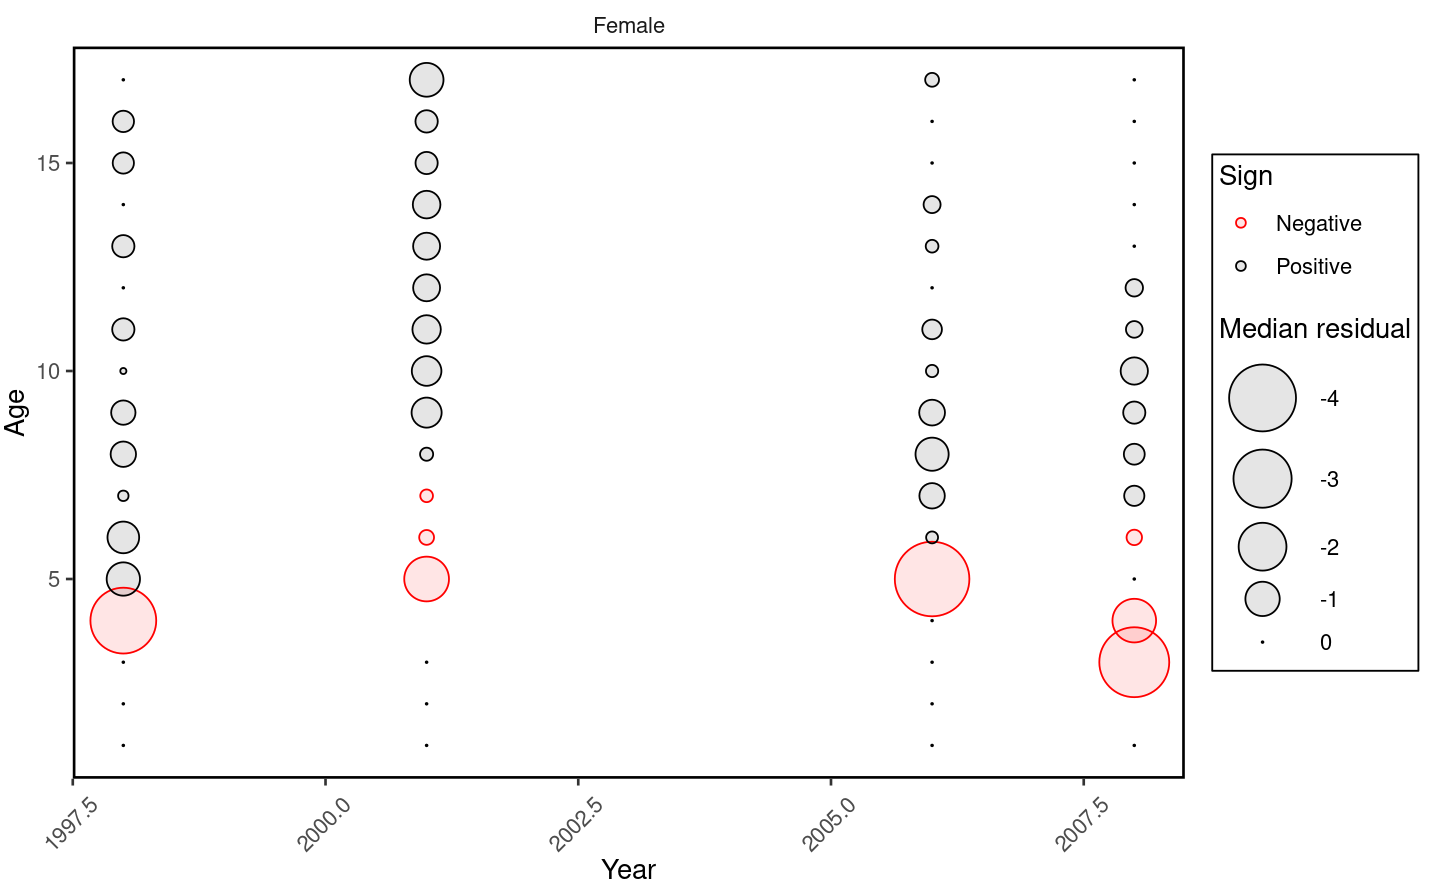 Female
15
10
5
Age
1997.5
2000.0
2002.5
2005.0
2007.5
Year
Sign
Negative
Positive
Median residual
-4
-3
-2
-1
0